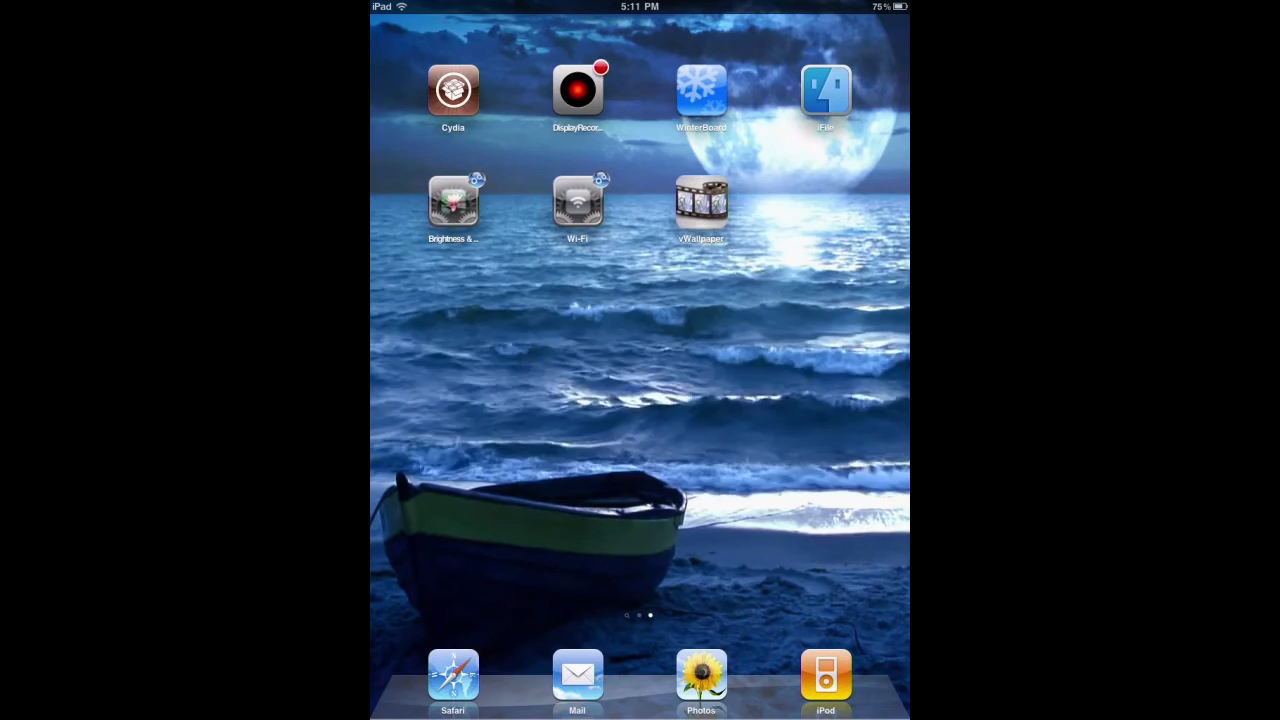 iPad 5:11 PM 75%
Cydia DisplayRecor... WinterBoard iFile
Brightness & ... Wi-Fi vWallpaper
Safari Mail Photos iPod